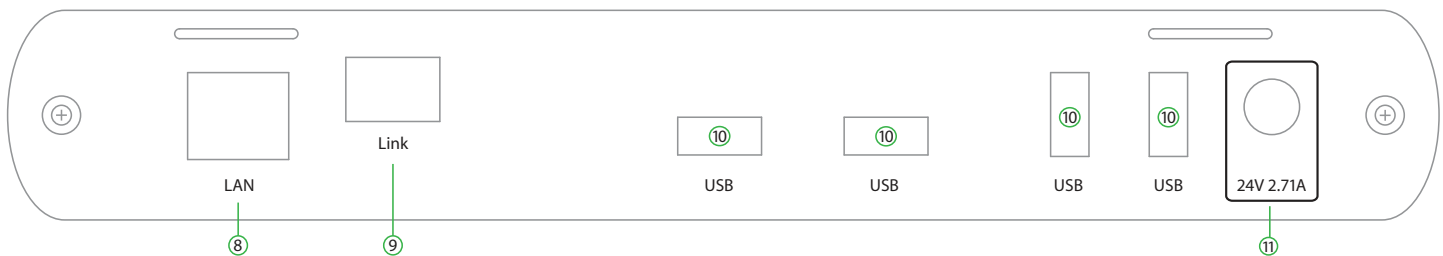 ⑩ ⑩ ⑩ ⑩
Link
LAN USB USB USB USB 24V 2.71A
⑧ ⑨ ⑪